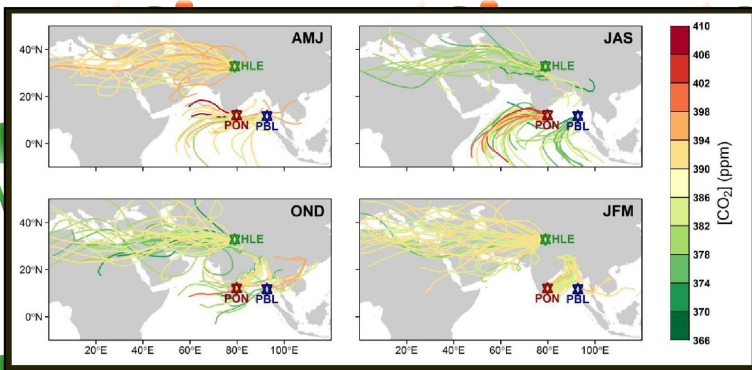 AMJ
40°N
20°N
0°N
HLE
PON
PBL
JAS
HLE
PON
PBL
OND
40°N
20°N
0°N
HLE
PON
PBL
20°E
40°E
60°E
80°E
100°E
JFM
HLE
PON
PBL
20°E
40°E
60°E
80°E
100°E
410
406
402
398
394
390
386
382
378
374
370
366
[CO₂] (ppm)